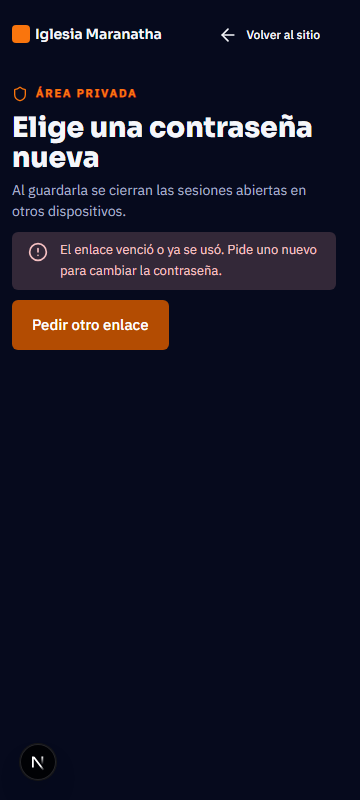 Iglesia Maranatha
Volver al sitio
ÁREA PRIVADA
Elige una contraseña
nueva
Al guardarla se cierran las sesiones abiertas en
otros dispositivos.
El enlace venció o ya se usó. Pide uno nuevo
para cambiar la contraseña.
Pedir otro enlace
N